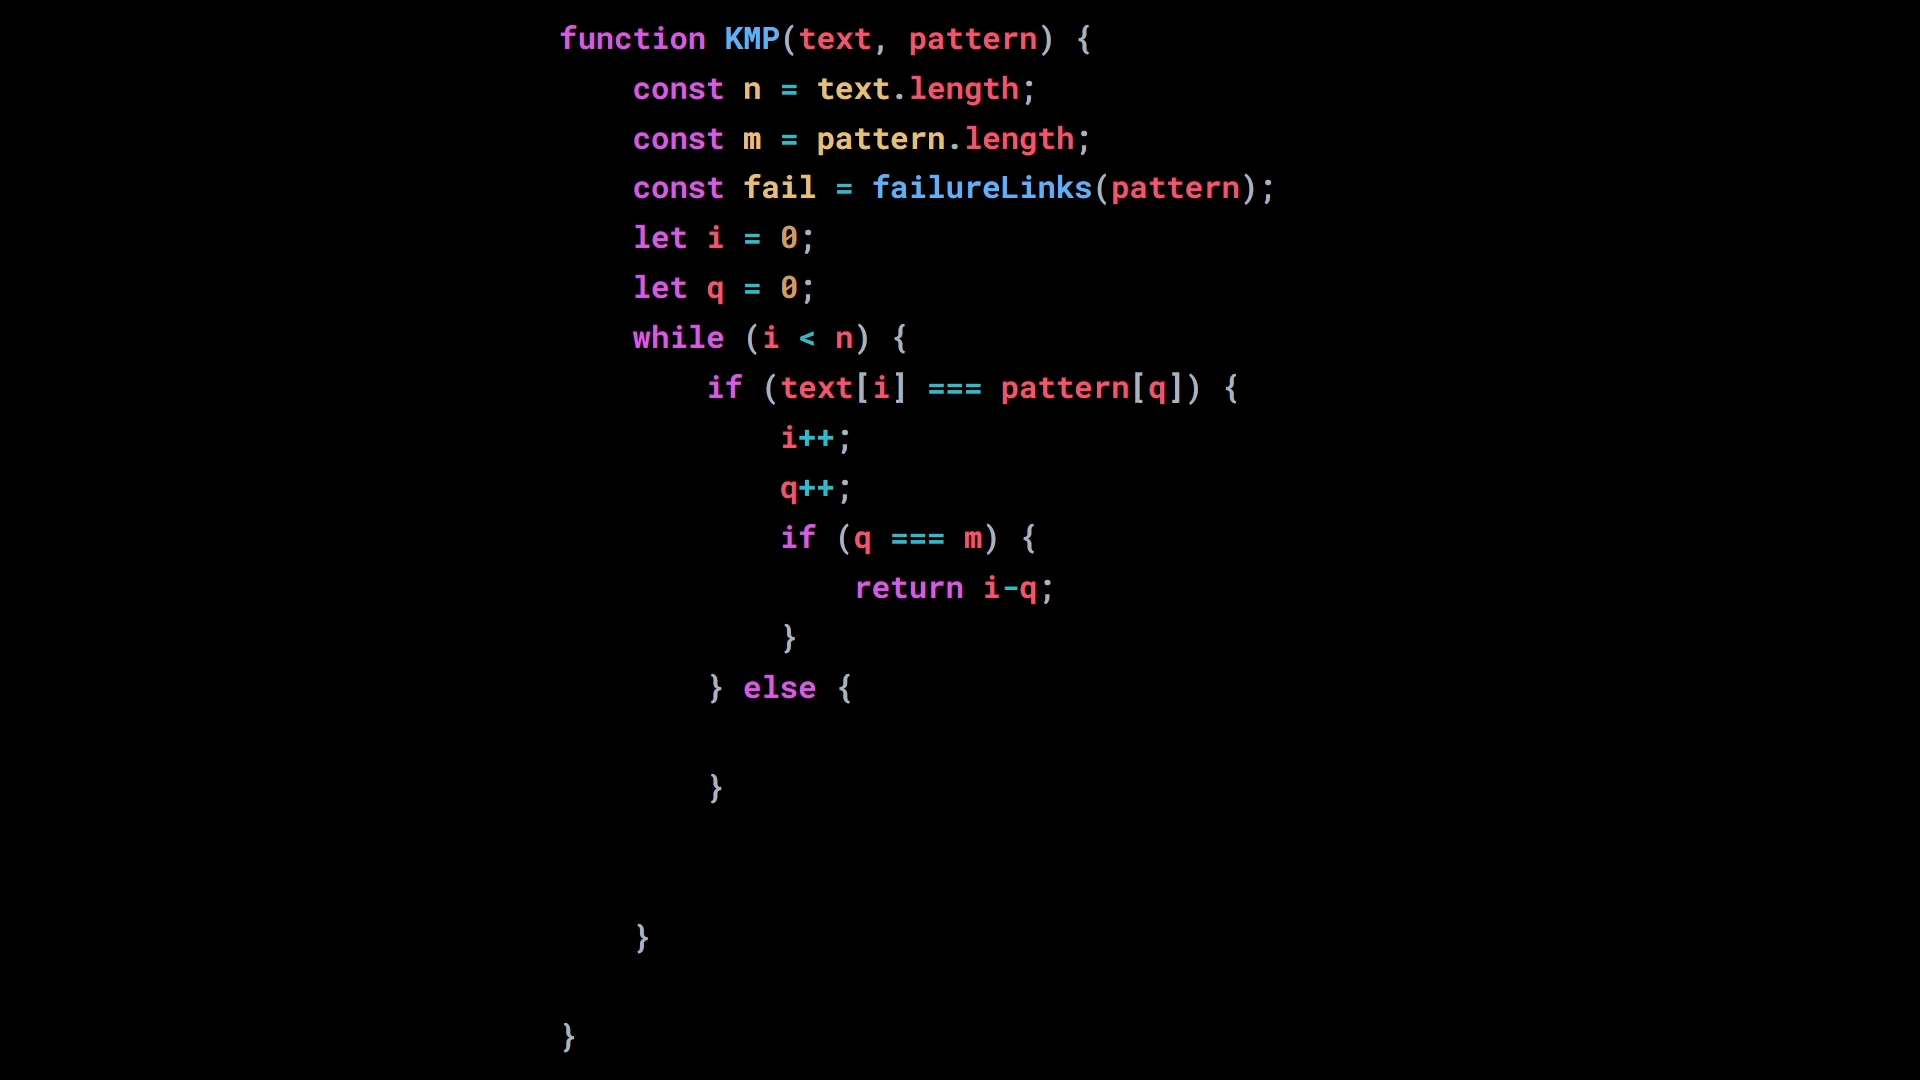 function KMP(text, pattern) {
    const n = text.length;
    const m = pattern.length;
    const fail = failureLinks(pattern);
    let i = 0;
    let q = 0;
    while (i < n) {
        if (text[i] === pattern[q]) {
            i++;
            q++;
            if (q === m) {
                return i-q;
            }
        } else {
        }
    }
}